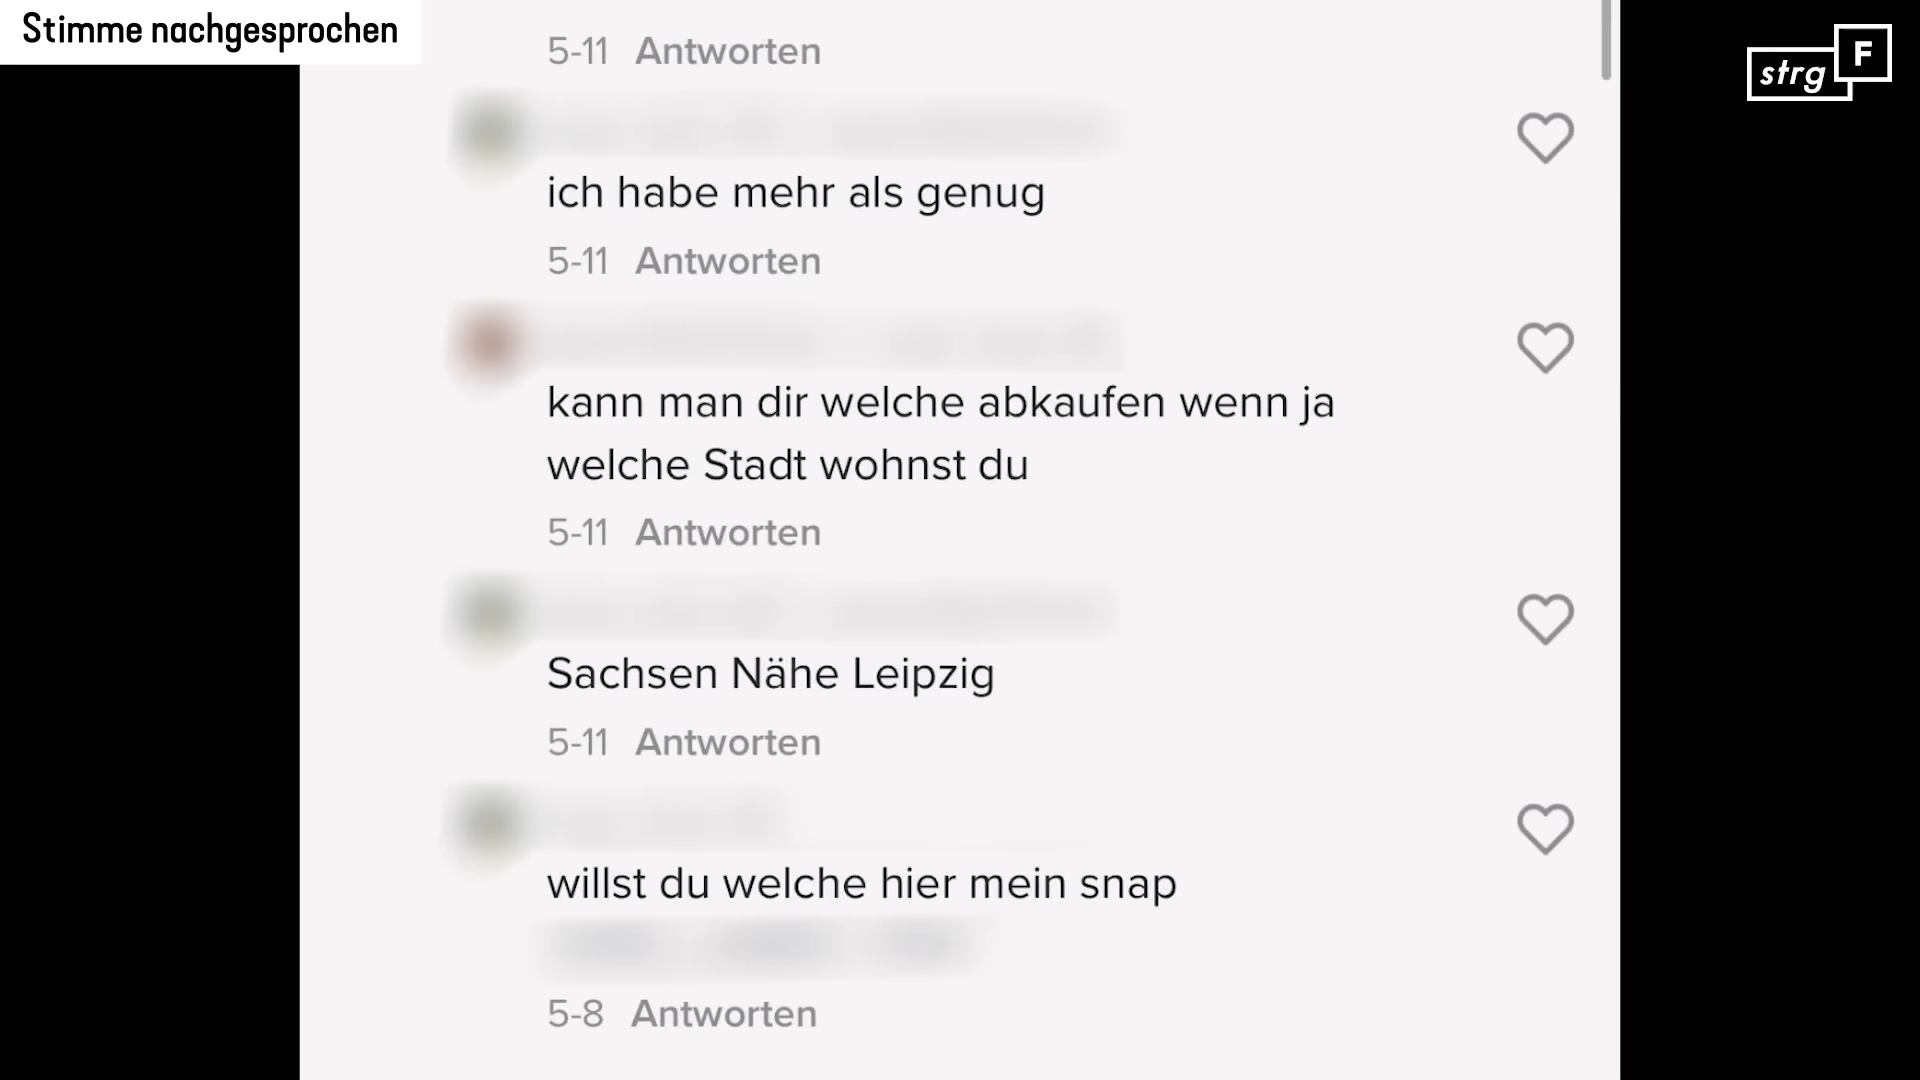 Stimme nachgesprochen
strg F
5-11 Antworten
ich habe mehr als genug
5-11 Antworten
kann man dir welche abkaufen wenn ja
welche Stadt wohnst du
5-11 Antworten
Sachsen Nähe Leipzig
5-11 Antworten
willst du welche hier mein snap
5-8 Antworten